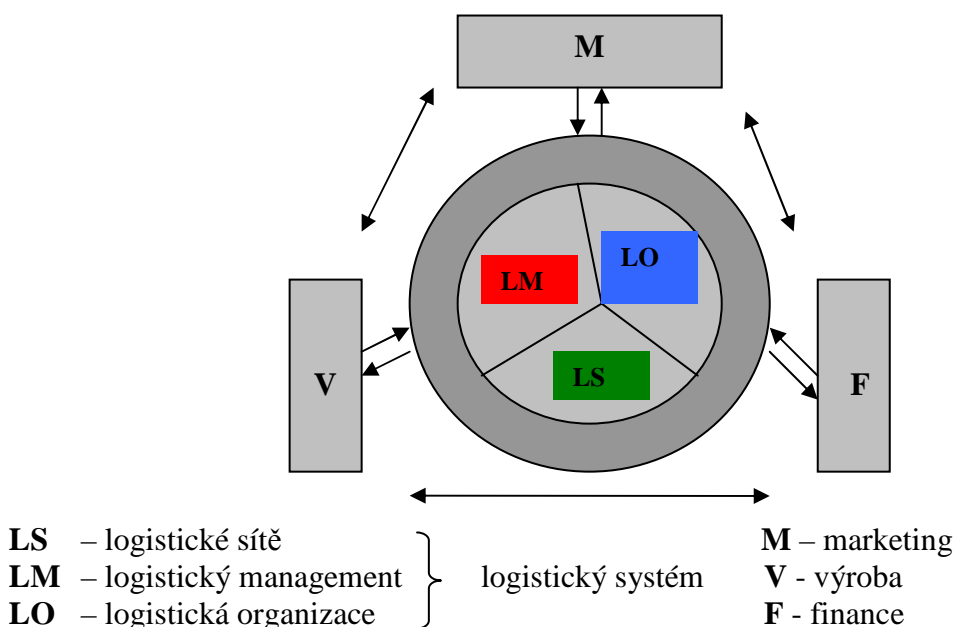 M
LO
LM
LS
V
F
LS – logistické sítě
LM – logistický management
LO – logistická organizace
logistický systém
M – marketing
V - výroba
F - finance